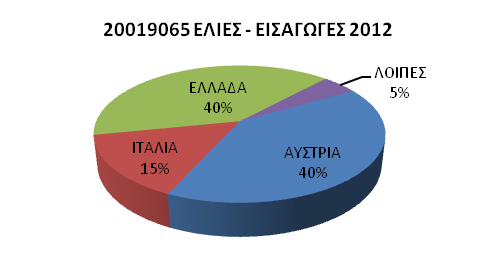 20019065 ΕΛΙΕΣ - ΕΙΣΑΓΩΓΕΣ 2012
ΛΟΙΠΕΣ
5%
ΕΛΛΑΔΑ
40%
ΙΤΑΛΙΑ
15%
ΑΥΣΤΡΙΑ
40%